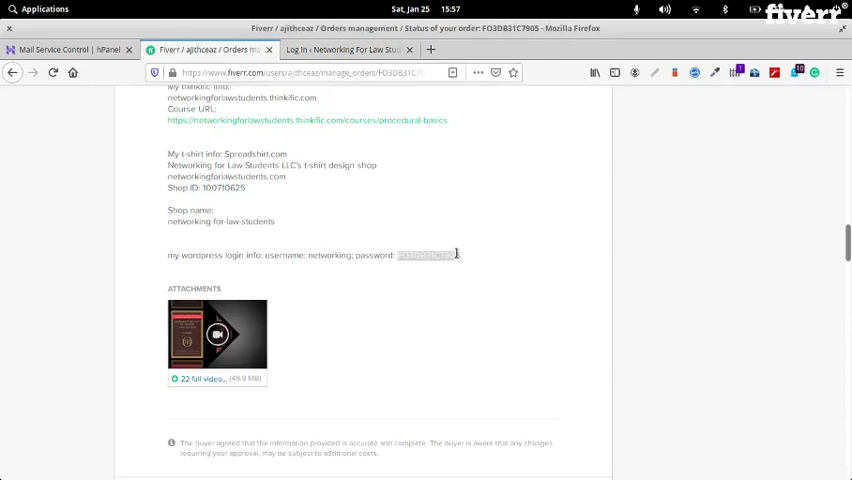 Applications
Sat, Jan 25 15:57
fiverr
Fiverr / ajithceaz / Orders management / Status of your order: FO3DB31C7905 - Mozilla Firefox
Mail Service Control | hPanel
Fiverr / ajithceaz / Orders ma
Log In ‹ Networking For Law Stud
https://www.fiverr.com/users/ajithceaz/manage_orders/FO3DB31C79
My thinkific info:
networkingforlawstudents.thinkific.com
Course URL:
https://networkingforlawstudents.thinkific.com/courses/procedural-basics
My t-shirt info: Spreadshirt.com
Networking for Law Students LLC's t-shirt design shop
networkingforlawstudents.com
Shop ID: 100710625
Shop name:
networking-for-law-students
my wordpress login info: username: networking; password:
ATTACHMENTS
22 full video... (49.9 MB)
The buyer agreed that the information provided is accurate and complete. The buyer is aware that any changes,
requiring your approval, may be subject to additional costs.